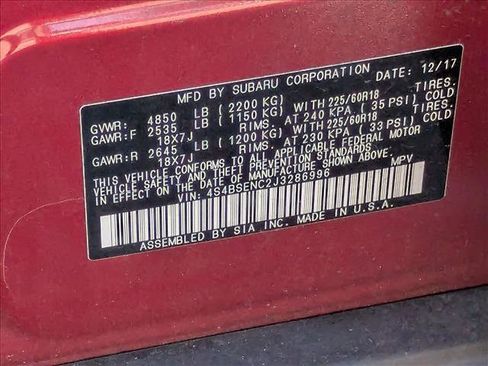 MFD BY SUBARU CORPORATION DATE: 12/17
GVWR: 4850 LB (2200 KG)
GAWR:F 2535 LB (1150 KG) WITH 225/60R18 TIRES.
18X7J RIMS. AT 240 KPA (35 PSI) COLD
GAWR:R 2645 LB (1200 KG) WITH 225/60R18 TIRES.
18X7J RIMS. AT 230 KPA (33 PSI) COLD
THIS VEHICLE CONFORMS TO ALL APPLICABLE FEDERAL MOTOR
VEHICLE SAFETY AND THEFT PREVENTION STANDARDS
IN EFFECT ON THE DATE OF MANUFACTURE SHOWN ABOVE.
VIN: 4S4BSENC2J3286996 MPV
ASSEMBLED BY SIA INC. MADE IN U.S.A.